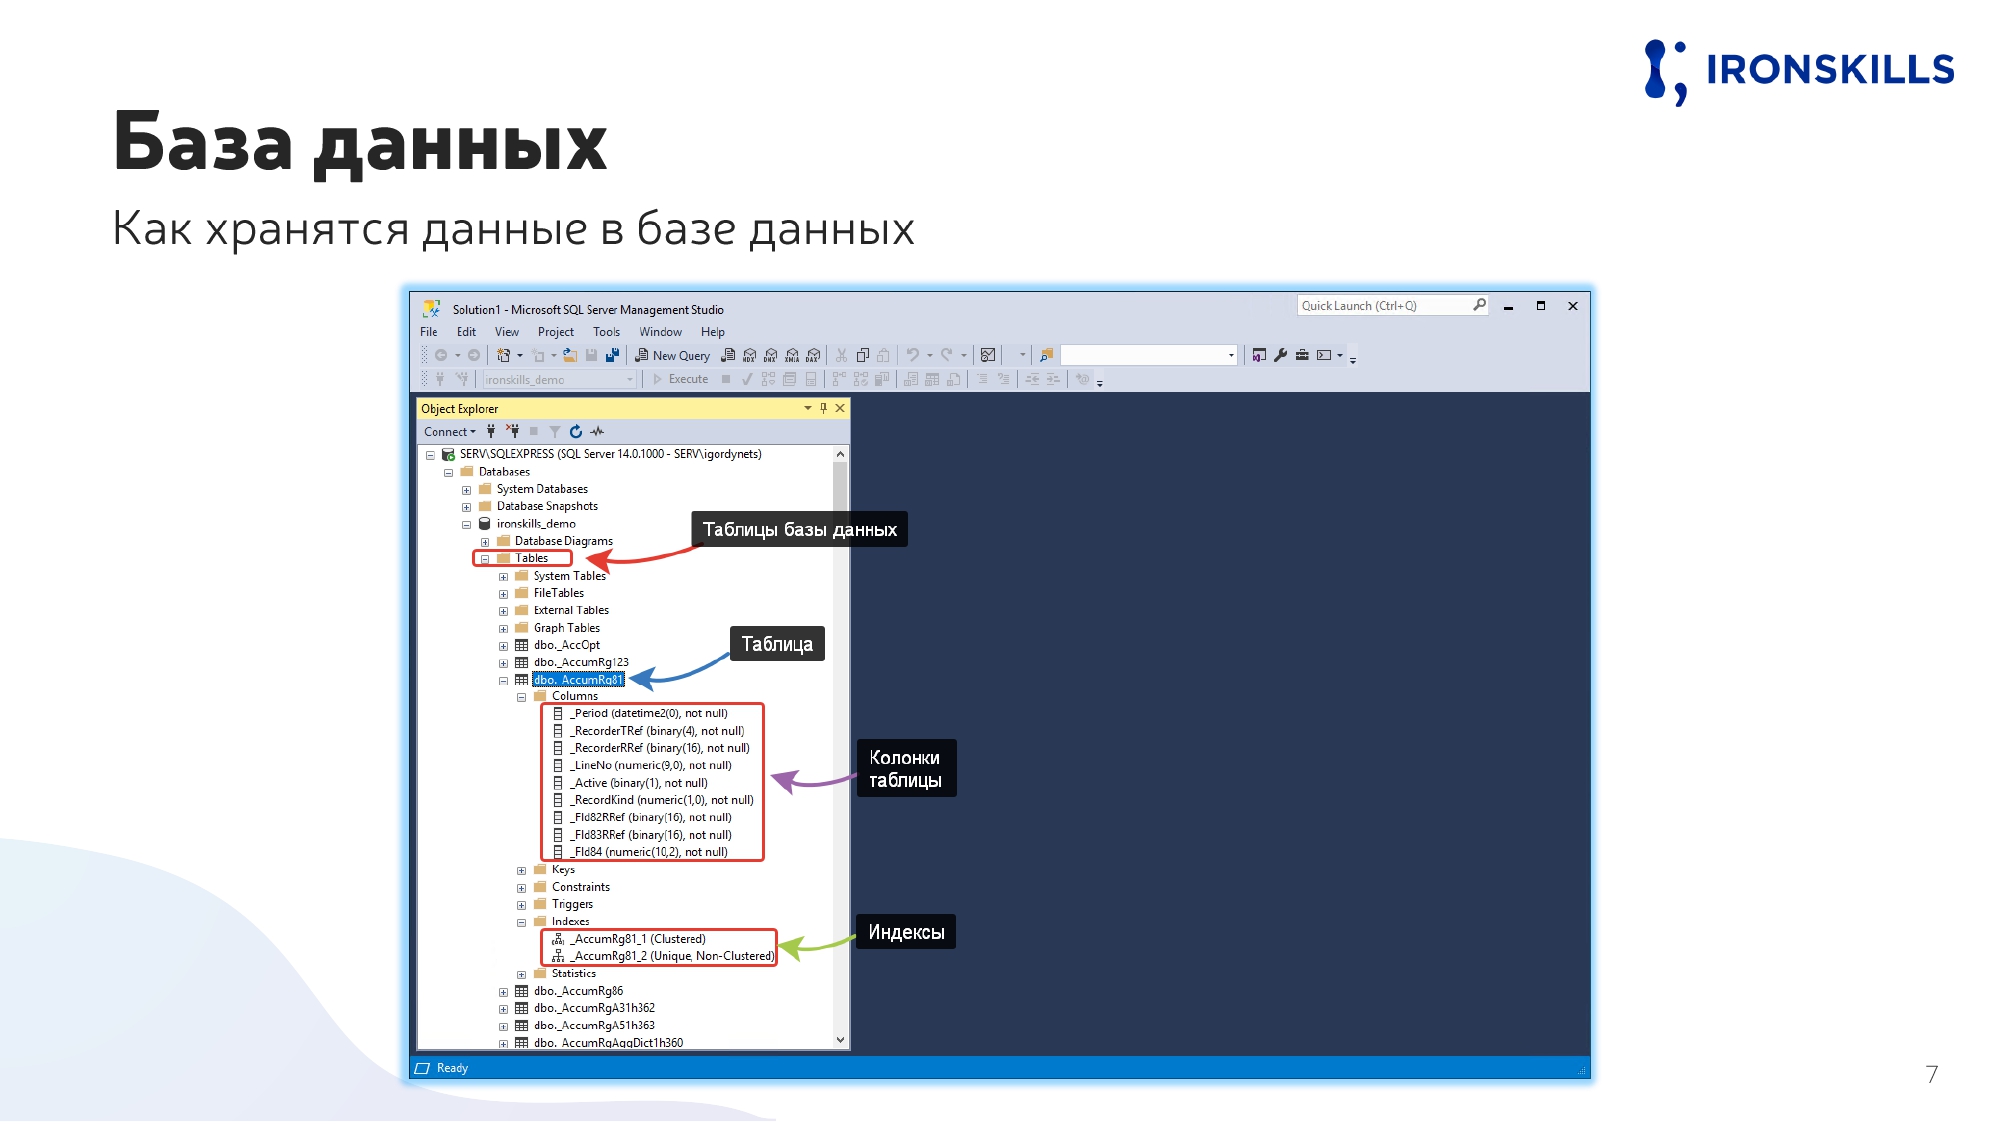 IRONSKILLS
База данных
Как хранятся данные в базе данных
Solution1 - Microsoft SQL Server Management Studio
Quick Launch (Ctrl+Q)
File Edit View Project Tools Window Help
New Query
ironskills_demo
Execute
Object Explorer
Connect
SERV\SQLEXPRESS (SQL Server 14.0.1000 - SERV\igordynets)
Databases
System Databases
Database Snapshots
ironskills_demo
Таблицы базы данных
Database Diagrams
Tables
System Tables
FileTables
External Tables
Graph Tables
Таблица
dbo._AccOpt
dbo._AccumRg123
dbo._AccumRg81
Columns
_Period (datetime2(0), not null)
_RecorderTRef (binary(4), not null)
_RecorderRRef (binary(16), not null)
Колонки
таблицы
_LineNo (numeric(9,0), not null)
_Active (binary(1), not null)
_RecordKind (numeric(1,0), not null)
_Fld82RRef (binary(16), not null)
_Fld83RRef (binary(16), not null)
_Fld84 (numeric(10,2), not null)
Keys
Constraints
Triggers
Indexes
Индексы
_AccumRg81_1 (Clustered)
_AccumRg81_2 (Unique, Non-Clustered)
Statistics
dbo._AccumRg86
dbo._AccumRgA31h362
dbo._AccumRgA51h363
dbo._AccumRgAggDict1h360
Ready
7